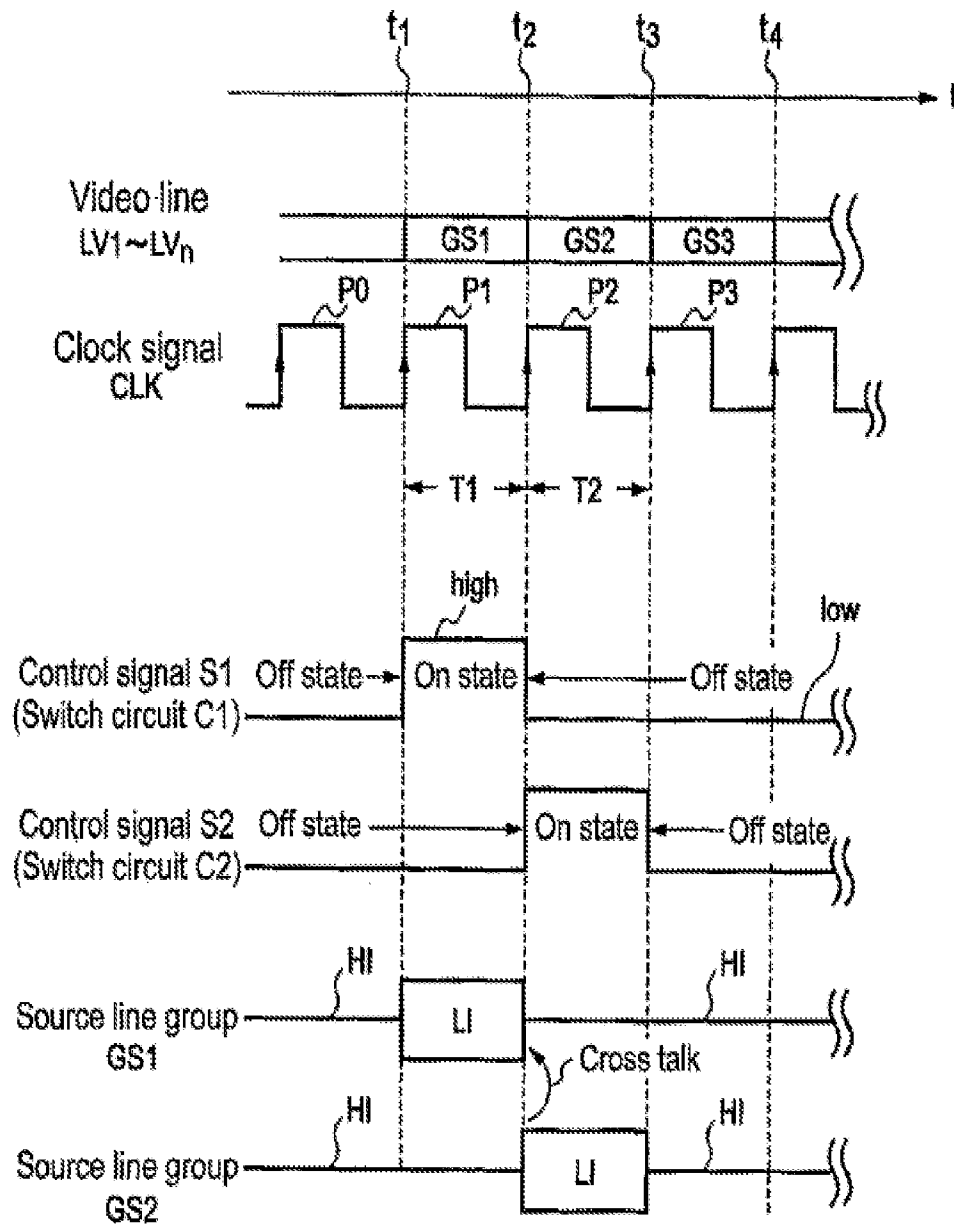 t1 t2 t3 t4
t
Video line
LV1~LVn
GS1 GS2 GS3
P0 P1 P2 P3
Clock signal
CLK
T1 T2
high
low
Control signal S1
(Switch circuit C1)
Off state On state Off state
Control signal S2
(Switch circuit C2)
Off state On state Off state
HI HI
Source line group
GS1
LI
Cross talk
HI HI
Source line group
GS2
LI